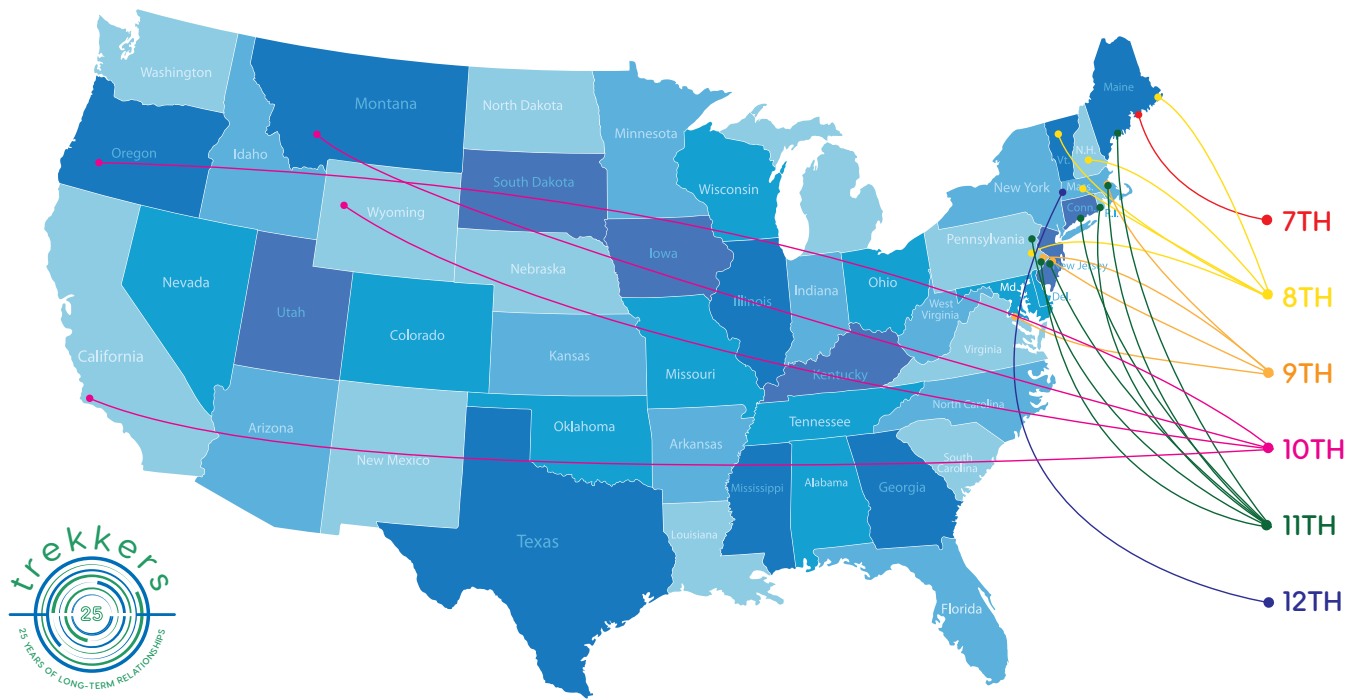 Washington
Montana
North Dakota
Minnesota
Maine
Oregon
Idaho
South Dakota
Wisconsin
Vt.
N.H.
New York
Mass.
Conn.
R.I.
Wyoming
7TH
Pennsylvania
Iowa
Nebraska
New Jersey
Nevada
Illinois
Indiana
Ohio
Md.
Del.
8TH
Utah
West
Virginia
Colorado
Virginia
California
Kansas
Missouri
Kentucky
9TH
North Carolina
Arizona
Oklahoma
Tennessee
Arkansas
New Mexico
South
Carolina
10TH
Mississippi
Alabama
Georgia
Texas
Louisiana
11TH
Florida
12TH
trekkers
25
25 YEARS OF LONG-TERM RELATIONSHIPS